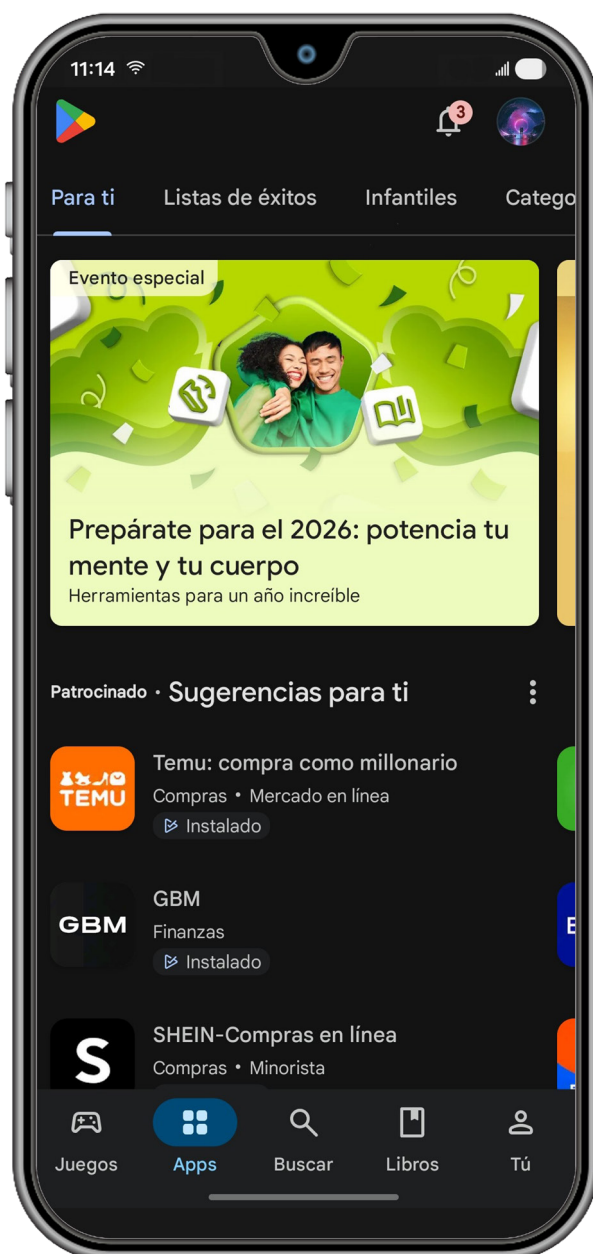 11:14
3
Para ti
Listas de éxitos
Infantiles
Catego
Evento especial
Prepárate para el 2026: potencia tu
mente y tu cuerpo
Herramientas para un año increíble
Patrocinado · Sugerencias para ti
TEMU
Temu: compra como millonario
Compras • Mercado en línea
Instalado
GBM
GBM
Finanzas
Instalado
S
SHEIN-Compras en línea
Compras • Minorista
Juegos
Apps
Buscar
Libros
Tú